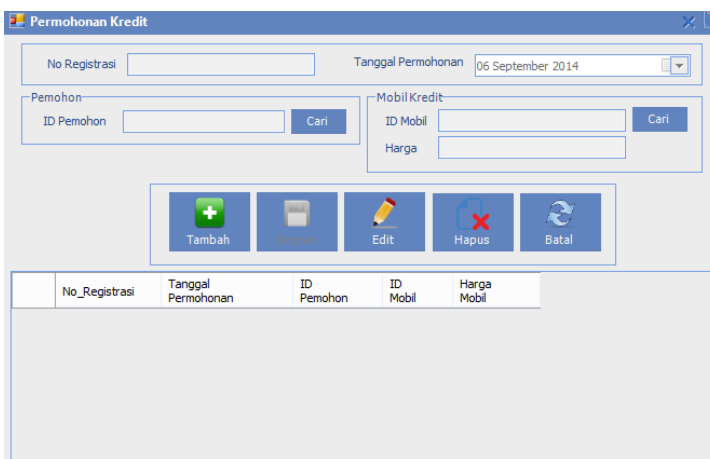 Permohonan Kredit
No Registrasi
Tanggal Permohonan
06 September 2014
Pemohon
ID Pemohon
Cari
Mobil Kredit
ID Mobil
Cari
Harga
Tambah
Edit
Hapus
Batal
No_Registrasi
Tanggal
Permohonan
ID
Pemohon
ID
Mobil
Harga
Mobil